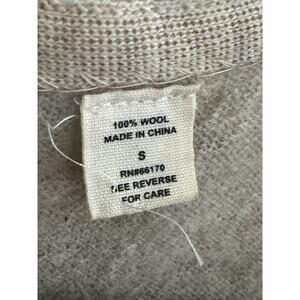 100% WOOL
MADE IN CHINA
S
RN#66170
SEE REVERSE
FOR CARE